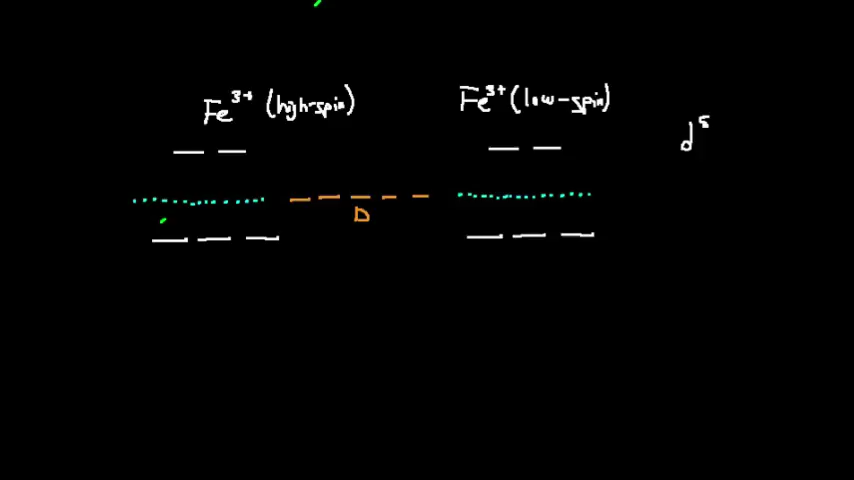 Fe³⁺ (high-spin)
Fe³⁺ (low-spin)
d⁵
D